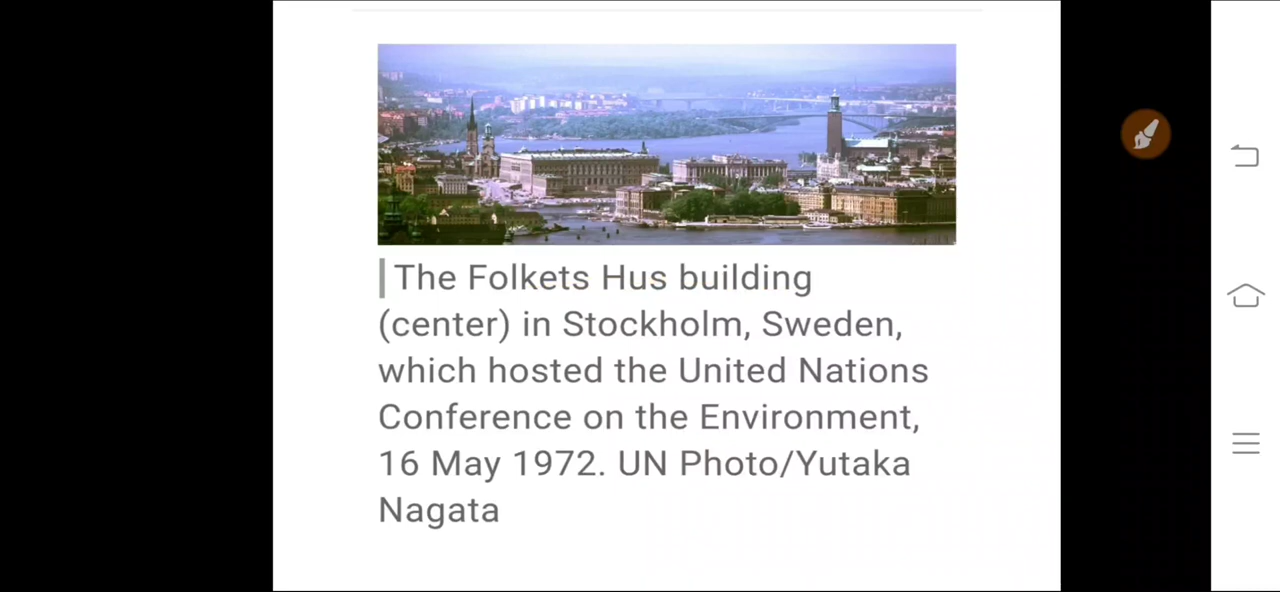 The Folkets Hus building
(center) in Stockholm, Sweden,
which hosted the United Nations
Conference on the Environment,
16 May 1972. UN Photo/Yutaka
Nagata